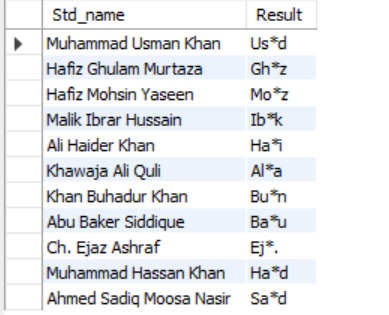 Std_name Result
Muhammad Usman Khan Us*d
Hafiz Ghulam Murtaza Gh*z
Hafiz Mohsin Yaseen Mo*z
Malik Ibrar Hussain Ib*k
Ali Haider Khan Ha*i
Khawaja Ali Quli Al*a
Khan Buhadur Khan Bu*n
Abu Baker Siddique Ba*u
Ch. Ejaz Ashraf Ej*.
Muhammad Hassan Khan Ha*d
Ahmed Sadiq Moosa Nasir Sa*d